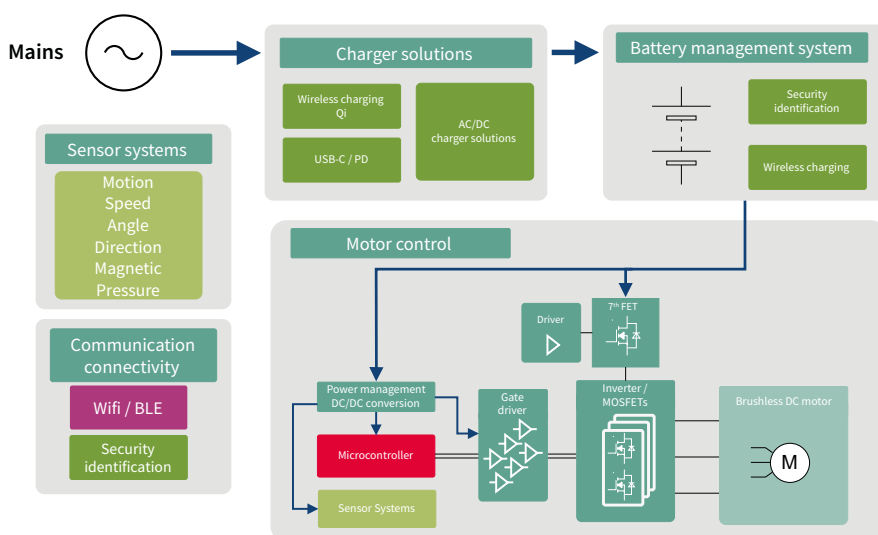 Mains
Charger solutions
Wireless charging
Qi
USB-C / PD
AC/DC
charger solutions
Battery management system
Security
identification
Wireless charging
Sensor systems
Motion
Speed
Angle
Direction
Magnetic
Pressure
Communication
connectivity
Wifi / BLE
Security
identification
Motor control
7th FET
Driver
Power management
DC/DC conversion
Gate
driver
Inverter /
MOSFETs
Brushless DC motor
Microcontroller
M
Sensor Systems